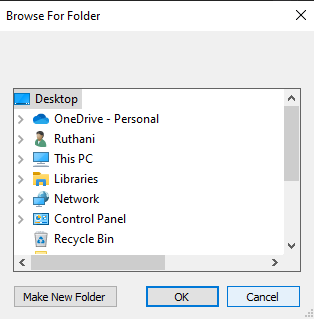 Browse For Folder
Desktop
OneDrive - Personal
Ruthani
This PC
Libraries
Network
Control Panel
Recycle Bin
Make New Folder
OK
Cancel